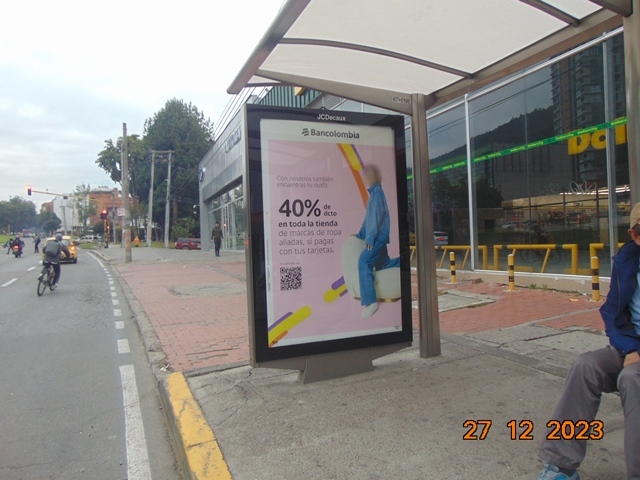 JCDecaux
Bancolombia
Con nosotros también
encuentras tu outfit.
40% de
dcto
en toda la tienda
de marcas de ropa
aliadas, si pagas
con tus tarjetas.
27 12 2023